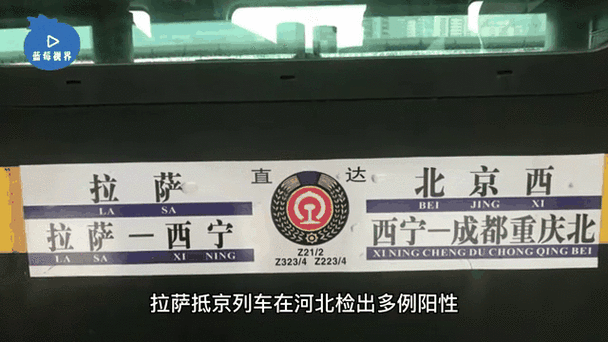 蓝莓视界
拉萨 直达 北京西
LA SA BEI JING XI
拉萨—西宁 西宁—成都重庆北
LA SA XI NING XI NING CHENG DU CHONG QING BEI
Z21/2
Z323/4 Z223/4
拉萨抵京列车在河北检出多例阳性